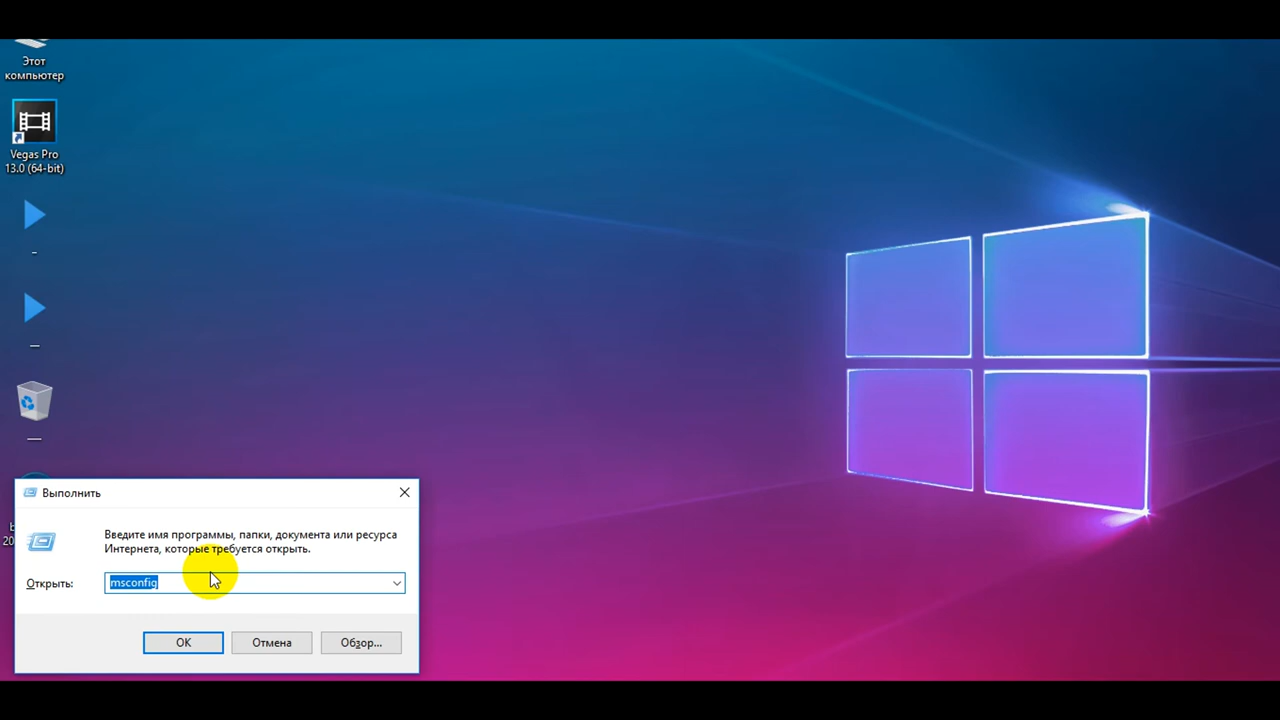 Этот
компьютер
Vegas Pro
13.0 (64-bit)
Выполнить
Введите имя программы, папки, документа или ресурса
Интернета, которые требуется открыть.
Открыть:
msconfig
ОК
Отмена
Обзор...